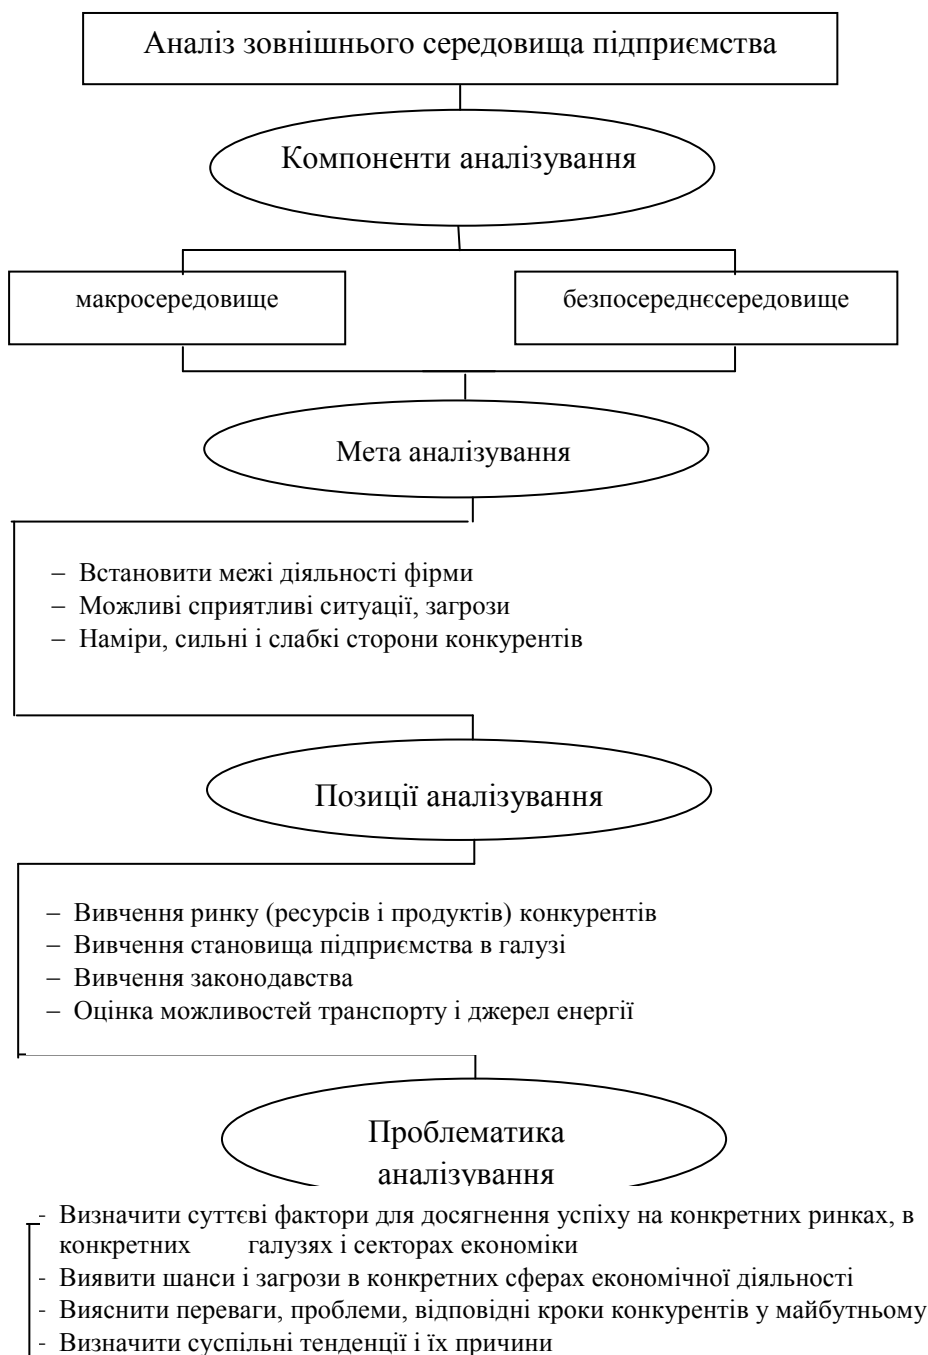 Аналіз зовнішнього середовища підприємства
Компоненти аналізування
макросередовище
безпосереднєсередовище
Мета аналізування
– Встановити межі діяльності фірми
– Можливі сприятливі ситуації, загрози
– Наміри, сильні і слабкі сторони конкурентів
Позиції аналізування
– Вивчення ринку (ресурсів і продуктів) конкурентів
– Вивчення становища підприємства в галузі
– Вивчення законодавства
– Оцінка можливостей транспорту і джерел енергії
Проблематика
аналізування
- Визначити суттєві фактори для досягнення успіху на конкретних ринках, в
конкретних галузях і секторах економіки
- Виявити шанси і загрози в конкретних сферах економічної діяльності
- Вияснити переваги, проблеми, відповідні кроки конкурентів у майбутньому
- Визначити суспільні тенденції і їх причини